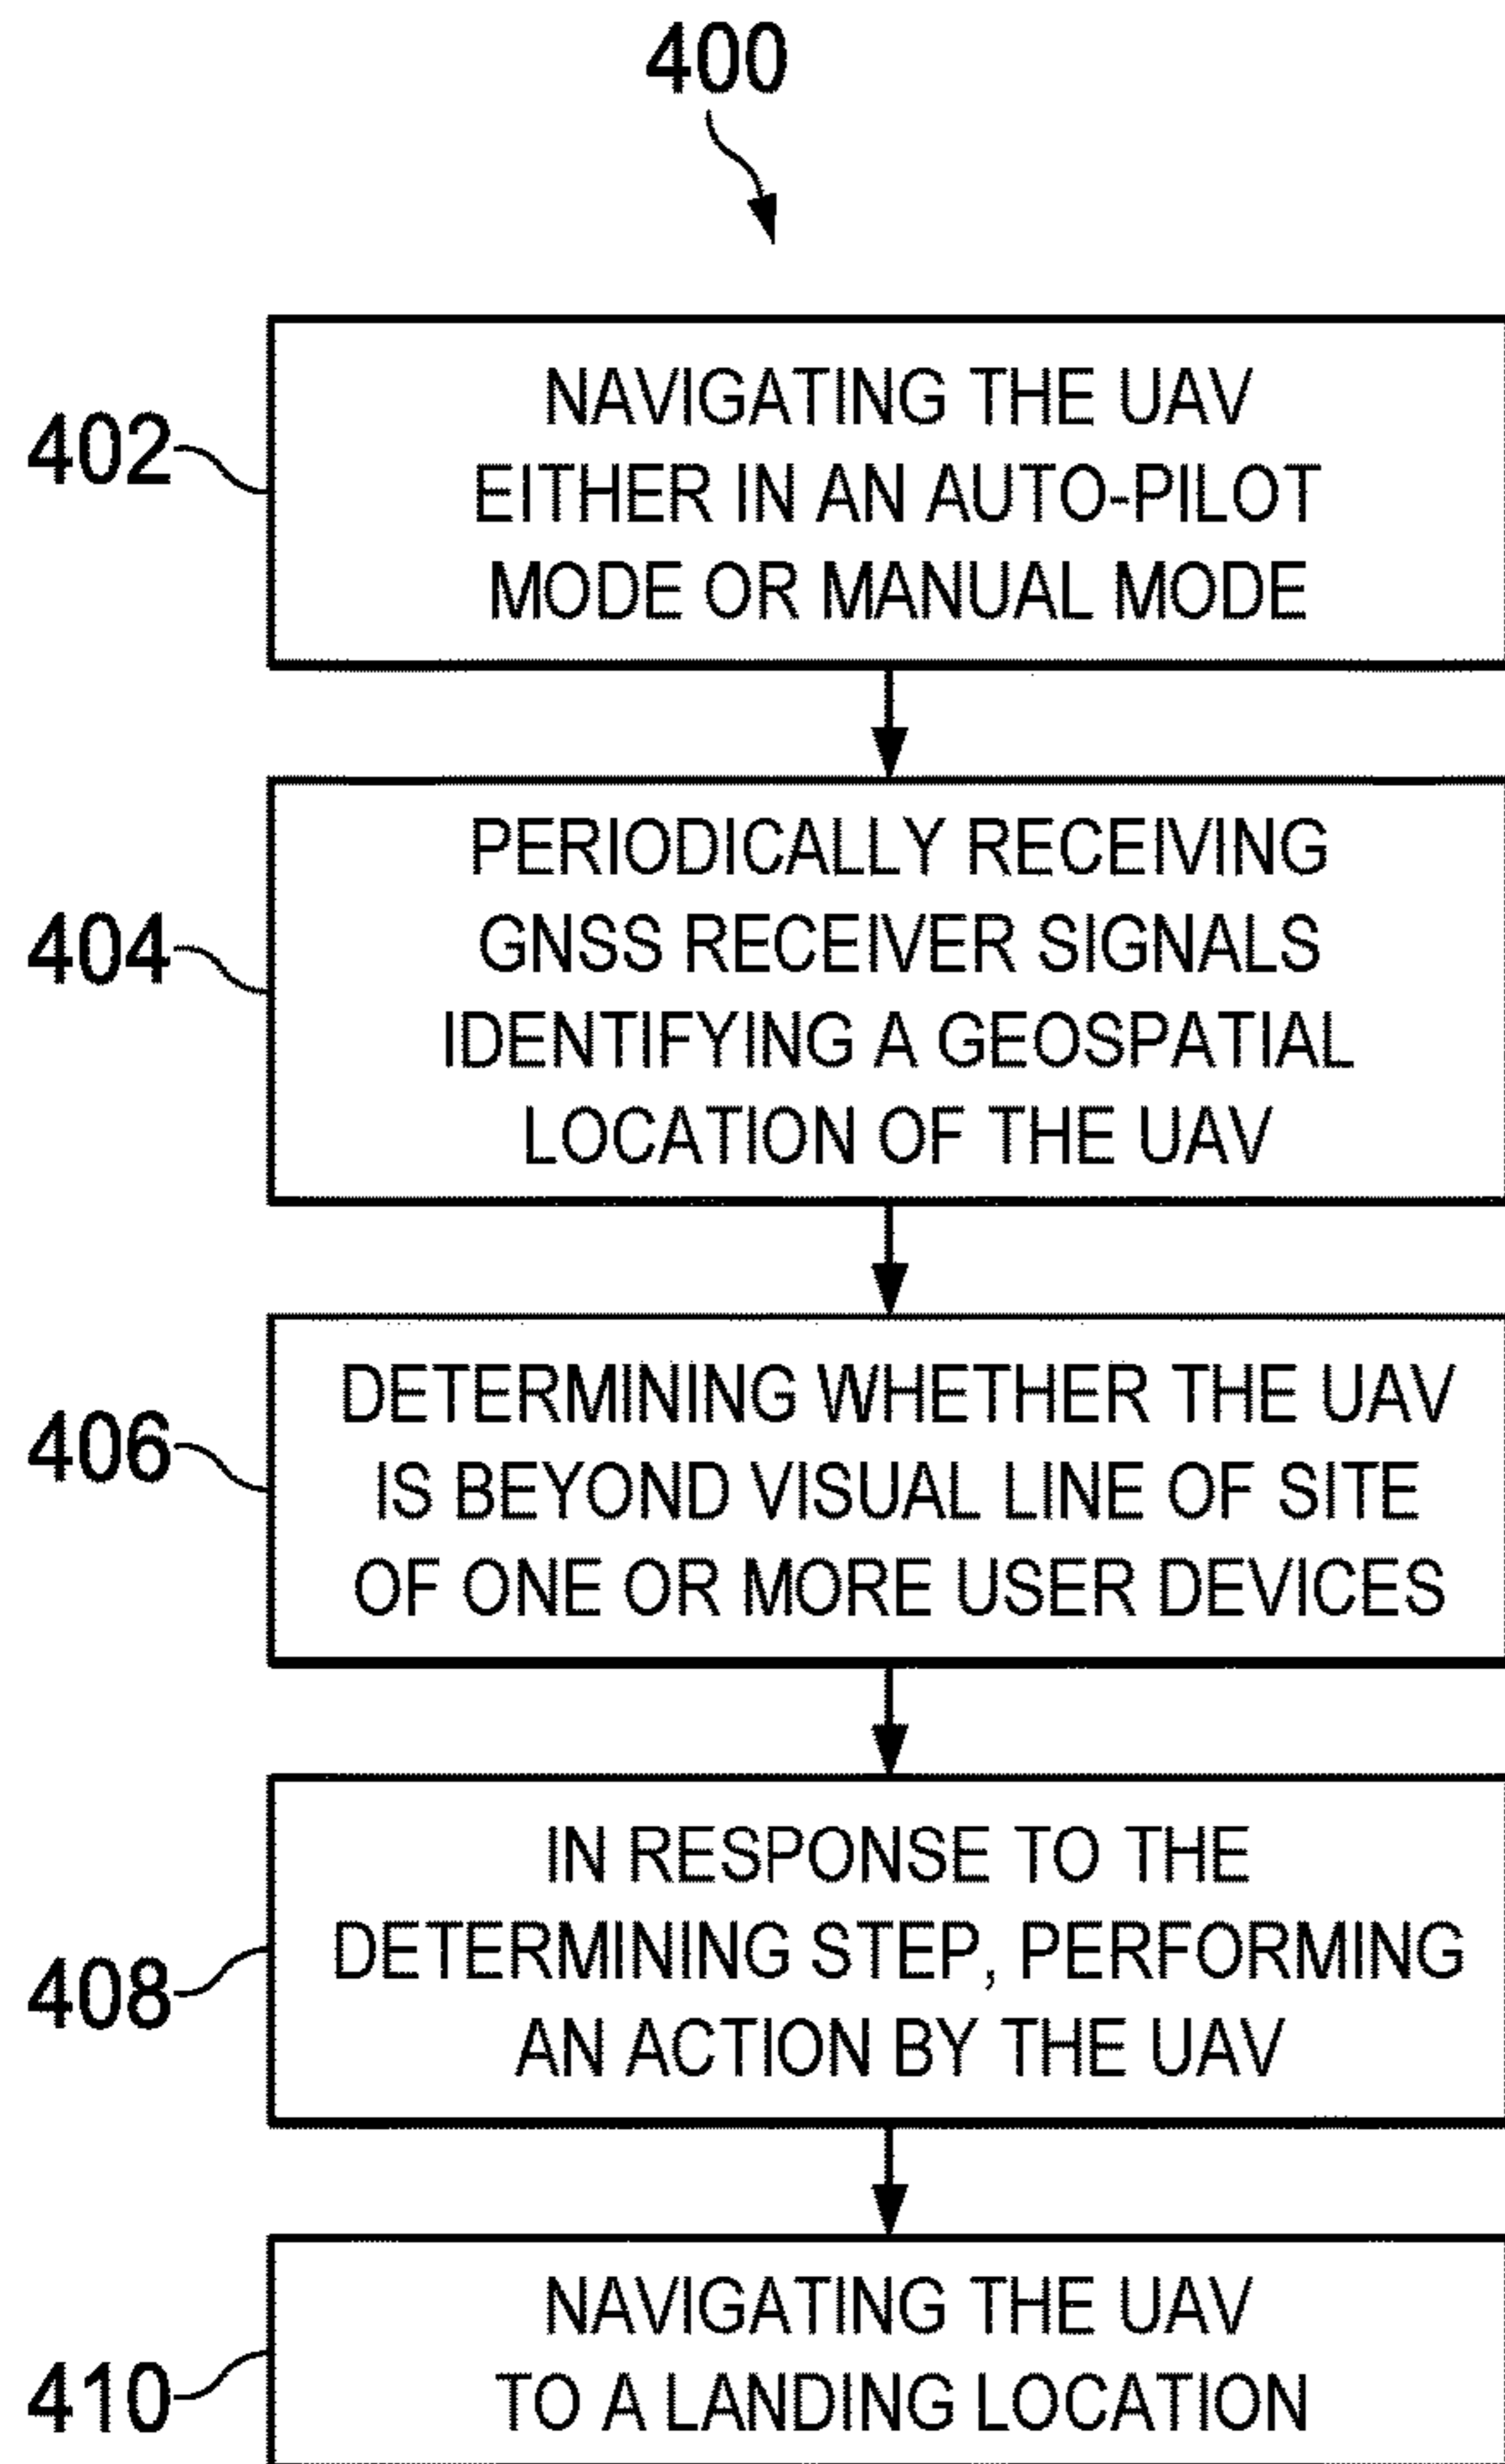 400
402
NAVIGATING THE UAV
EITHER IN AN AUTO-PILOT
MODE OR MANUAL MODE
404
PERIODICALLY RECEIVING
GNSS RECEIVER SIGNALS
IDENTIFYING A GEOSPATIAL
LOCATION OF THE UAV
406
DETERMINING WHETHER THE UAV
IS BEYOND VISUAL LINE OF SITE
OF ONE OR MORE USER DEVICES
408
IN RESPONSE TO THE
DETERMINING STEP, PERFORMING
AN ACTION BY THE UAV
410
NAVIGATING THE UAV
TO A LANDING LOCATION